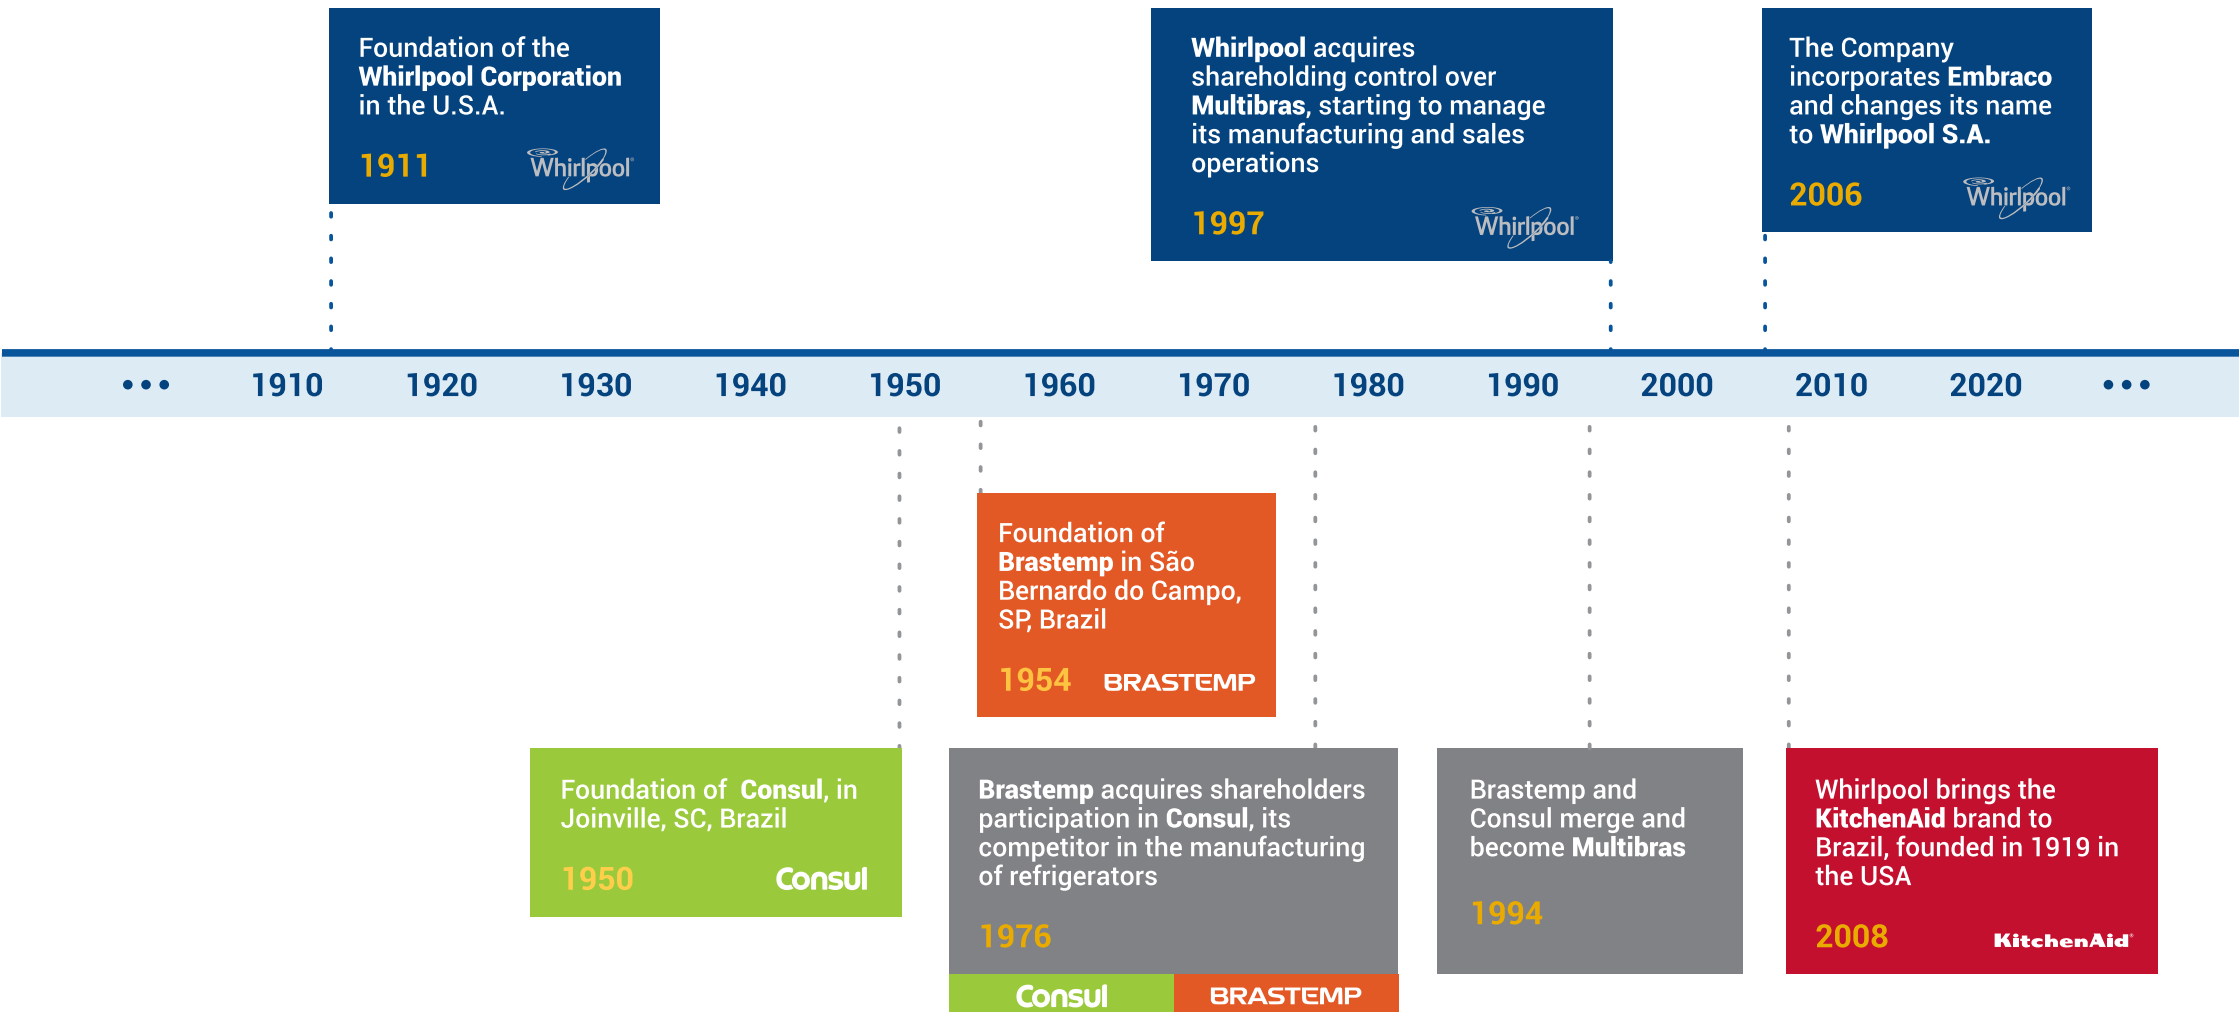 Foundation of the
Whirlpool Corporation
in the U.S.A.
1911
Whirlpool
Whirlpool acquires
shareholding control over
Multibras, starting to manage
its manufacturing and sales
operations
1997
Whirlpool
The Company
incorporates Embraco
and changes its name
to Whirlpool S.A.
2006
Whirlpool
••• 1910 1920 1930 1940 1950 1960 1970 1980 1990 2000 2010 2020 •••
Foundation of
Brastemp in São
Bernardo do Campo,
SP, Brazil
1954 BRASTEMP
Foundation of Consul, in
Joinville, SC, Brazil
1950 Consul
Brastemp acquires shareholders
participation in Consul, its
competitor in the manufacturing
of refrigerators
1976
Consul BRASTEMP
Brastemp and
Consul merge and
become Multibras
1994
Whirlpool brings the
KitchenAid brand to
Brazil, founded in 1919 in
the USA
2008 KitchenAid